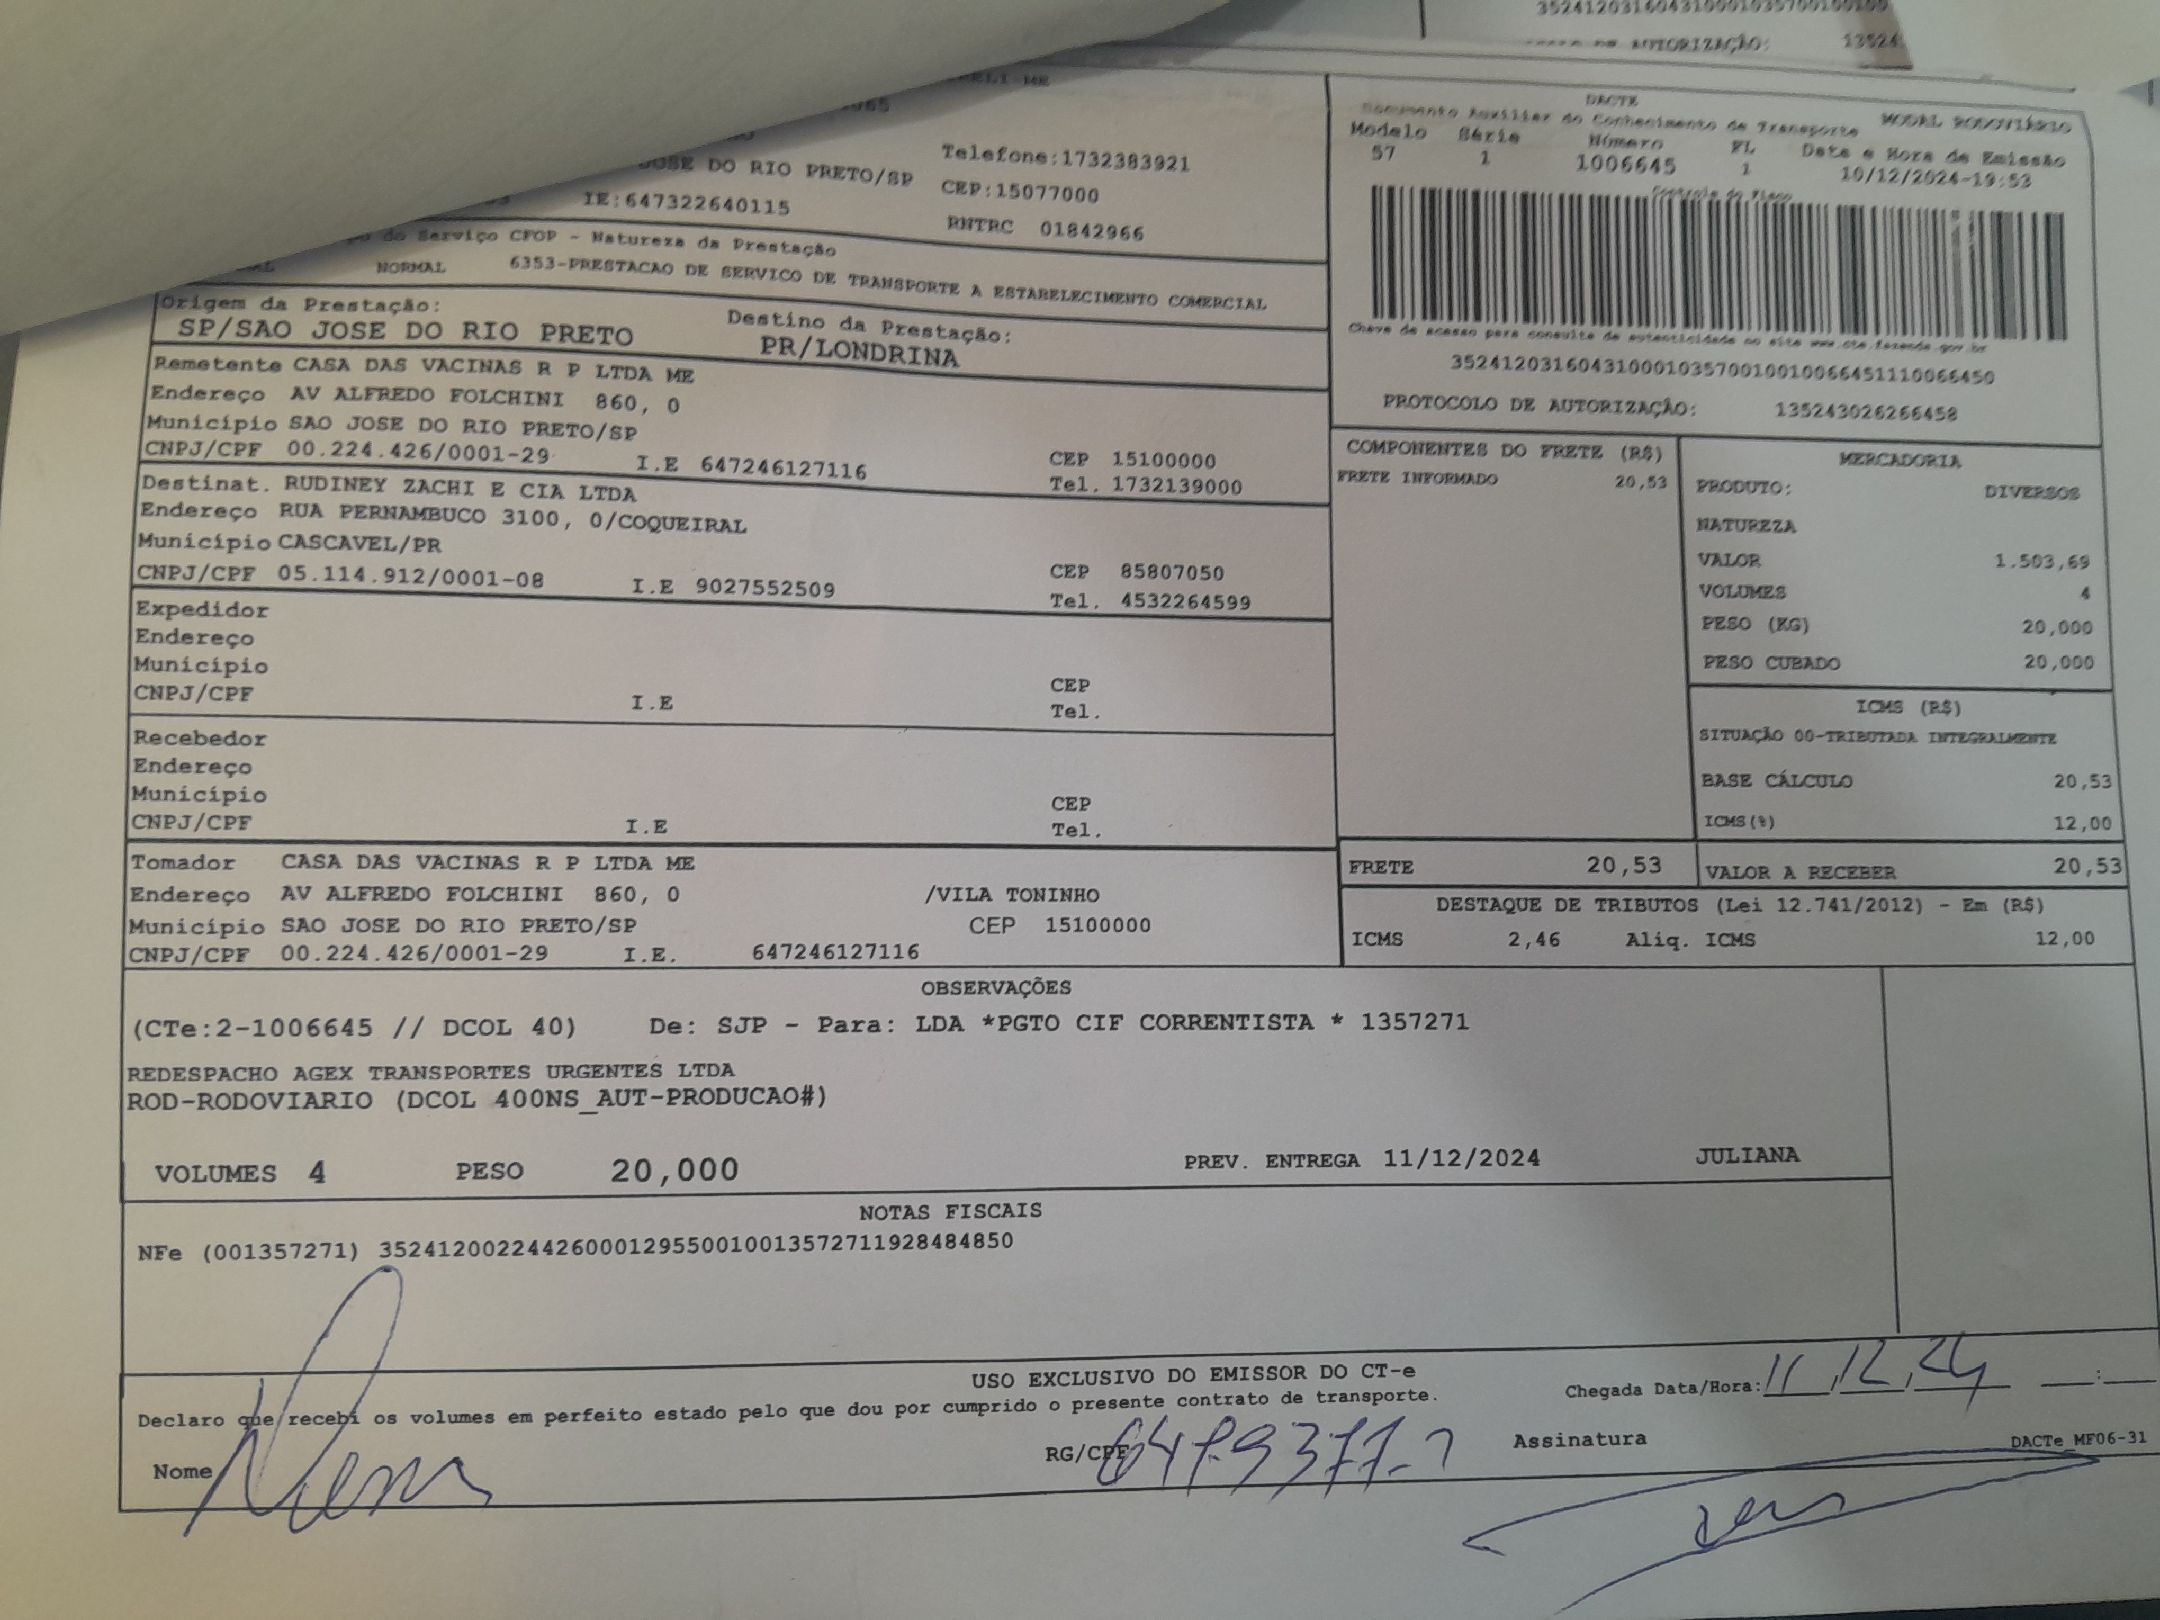 35241203160431000103570010010
AUTORIZAÇÃO: 13524
ELI-ME
Telefone:1732383921
JOSE DO RIO PRETO/SP CEP:15077000
IE:647322640115 RNTRC 01842966
do Serviço CFOP - Natureza da Prestação
NORMAL 6353-PRESTACAO DE SERVICO DE TRANSPORTE A ESTABELECIMENTO COMERCIAL
DACTE
Documento Auxiliar do Conhecimento de Transporte MODAL RODOVIÁRIO
Modelo Série Número FL Data e Hora de Emissão
57 1 1006645 1 10/12/2024-19:53
Controle do Fisco
Chave de acesso para consulta de autenticidade no site www.cte.fazenda.gov.br
35241203160431000103570010010066451110066450
PROTOCOLO DE AUTORIZAÇÃO: 135243026266458
Origem da Prestação: Destino da Prestação:
SP/SAO JOSE DO RIO PRETO PR/LONDRINA
Remetente CASA DAS VACINAS R P LTDA ME
Endereço AV ALFREDO FOLCHINI 860, 0
Município SAO JOSE DO RIO PRETO/SP
CNPJ/CPF 00.224.426/0001-29 I.E 647246127116 CEP 15100000
Tel. 1732139000
Destinat. RUDINEY ZACHI E CIA LTDA
Endereço RUA PERNAMBUCO 3100, 0/COQUEIRAL
Município CASCAVEL/PR
CNPJ/CPF 05.114.912/0001-08 I.E 9027552509 CEP 85807050
Tel. 4532264599
Expedidor
Endereço
Município
CNPJ/CPF I.E CEP
Tel.
Recebedor
Endereço
Município
CNPJ/CPF I.E CEP
Tel.
Tomador CASA DAS VACINAS R P LTDA ME
Endereço AV ALFREDO FOLCHINI 860, 0 /VILA TONINHO
Município SAO JOSE DO RIO PRETO/SP CEP 15100000
CNPJ/CPF 00.224.426/0001-29 I.E. 647246127116
COMPONENTES DO FRETE (R$)
FRETE INFORMADO 20,53
MERCADORIA
PRODUTO: DIVERSOS
NATUREZA
VALOR 1.503,69
VOLUMES 4
PESO (KG) 20,000
PESO CUBADO 20,000
ICMS (R$)
SITUAÇÃO 00-TRIBUTADA INTEGRALMENTE
BASE CÁLCULO 20,53
ICMS(%) 12,00
FRETE 20,53 VALOR A RECEBER 20,53
DESTAQUE DE TRIBUTOS (Lei 12.741/2012) - Em (R$)
ICMS 2,46 Aliq. ICMS 12,00
OBSERVAÇÕES
(CTe:2-1006645 // DCOL 40) De: SJP - Para: LDA *PGTO CIF CORRENTISTA * 1357271
REDESPACHO AGEX TRANSPORTES URGENTES LTDA
ROD-RODOVIARIO (DCOL 400NS_AUT-PRODUCAO#)
VOLUMES 4 PESO 20,000 PREV. ENTREGA 11/12/2024 JULIANA
NOTAS FISCAIS
NFe (001357271) 35241200224426000129550010013572711928484850
USO EXCLUSIVO DO EMISSOR DO CT-e
Declaro que recebi os volumes em perfeito estado pelo que dou por cumprido o presente contrato de transporte. Chegada Data/Hora: 11, 12, 24 :
Nome RG/CPF Assinatura DACTe_MF06-31